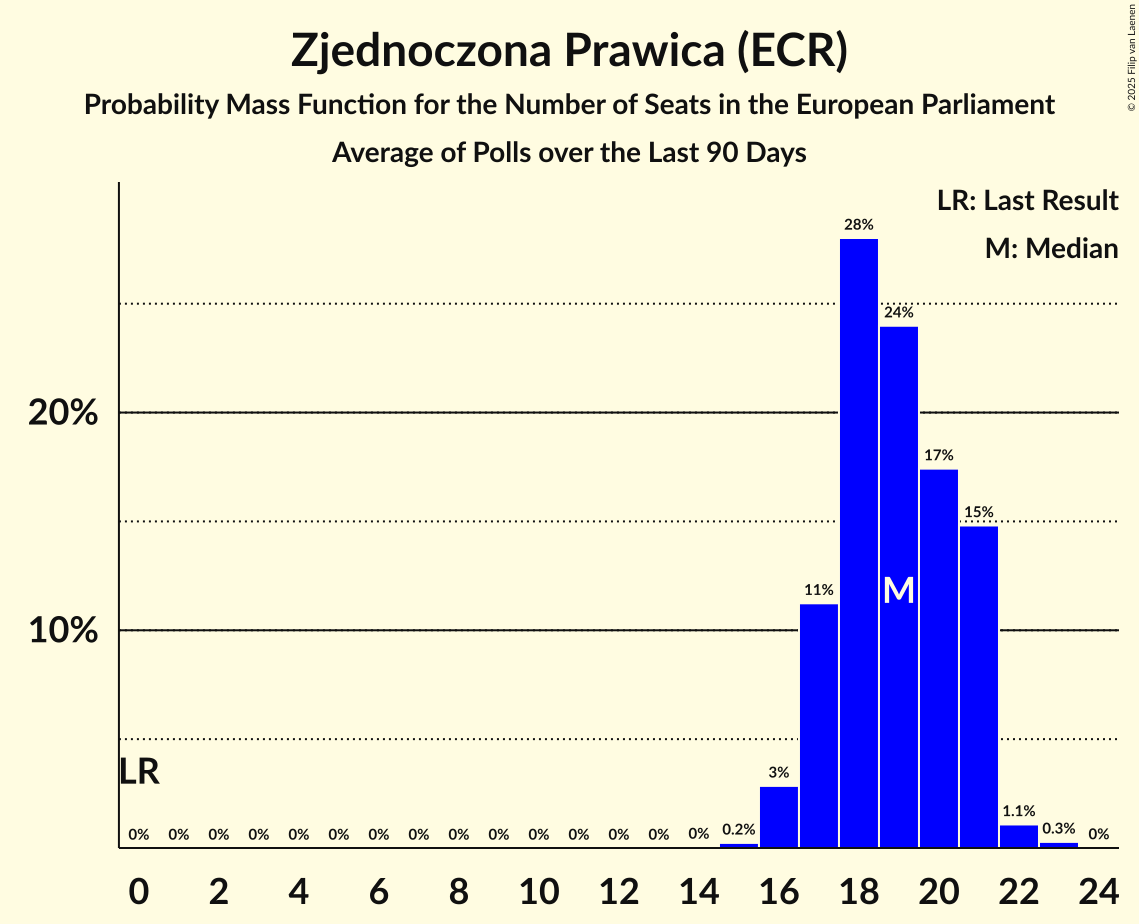 © 2025 Filip van Laenen
Zjednoczona Prawica (ECR)
Probability Mass Function for the Number of Seats in the European Parliament
Average of Polls over the Last 90 Days
LR: Last Result
M: Median
28%
24%
20%
17%
15%
11%
M
10%
LR
3%
1.1%
0% 0% 0% 0% 0% 0% 0% 0% 0% 0% 0% 0% 0% 0% 0% 0.2% 0.3% 0%
0 2 4 6 8 10 12 14 16 18 20 22 24